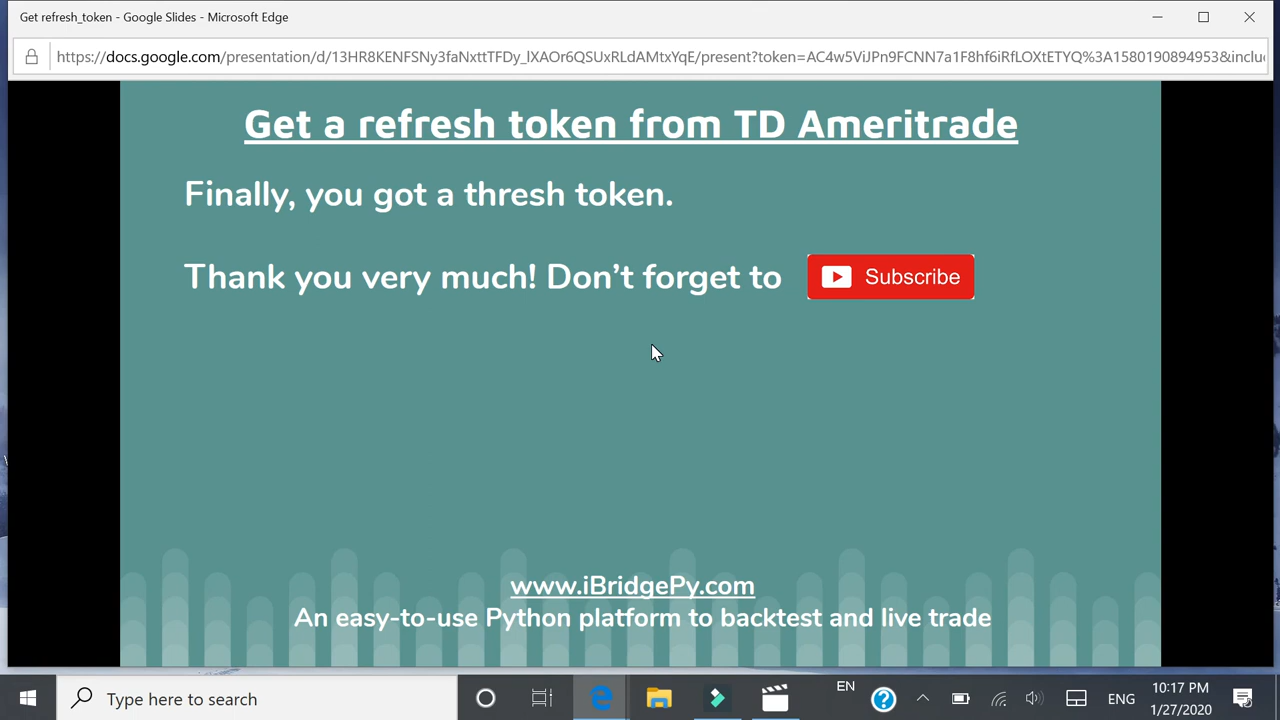 Get refresh_token - Google Slides - Microsoft Edge
https://docs.google.com/presentation/d/13HR8KENFSNy3faNxttTFDy_lXAOr6QSUxRLdAMtxYqE/present?token=AC4w5ViJPn9FCNN7a1F8hf6iRfLOXtETYQ%3A1580190894953&inclu
Get a refresh token from TD Ameritrade
Finally, you got a thresh token.
Thank you very much! Don't forget to Subscribe
www.iBridgePy.com
An easy-to-use Python platform to backtest and live trade
Type here to search
EN
ENG
10:17 PM
1/27/2020